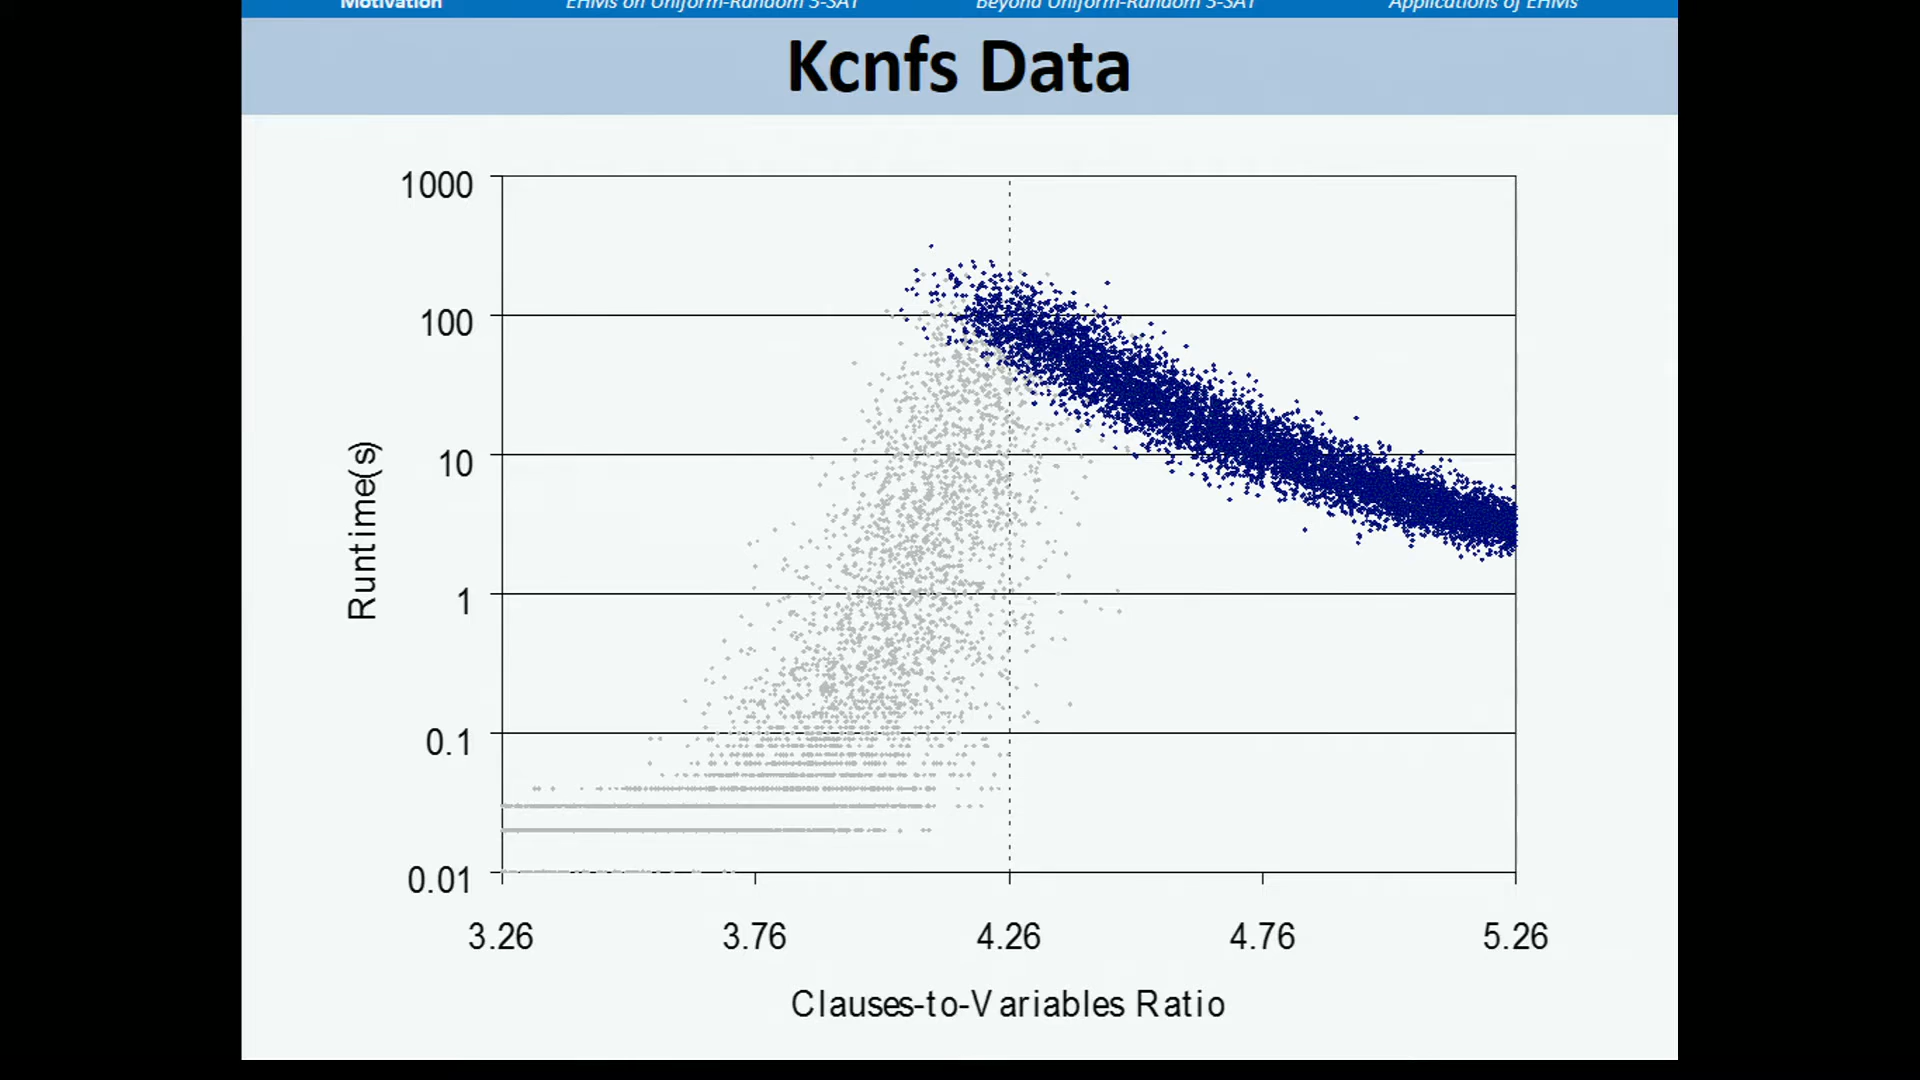 Motivation EHMs on Uniform-Random 3-SAT Beyond Uniform-Random 3-SAT Applications of EHMs
Kcnfs Data
1000
100
10
1
0.1
0.01
Runtime(s)
3.26 3.76 4.26 4.76 5.26
Clauses-to-Variables Ratio